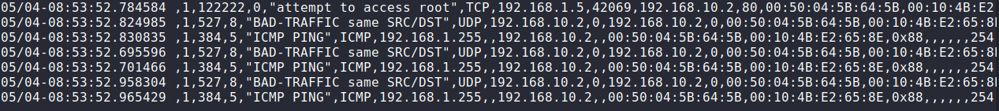 05/04-08:53:52.784584 ,1,122222,0,"attempt to access root",TCP,192.168.1.5,42069,192.168.10.2,80,00:50:04:5B:64:5B,00:10:4B:E2
05/04-08:53:52.824985 ,1,527,8,"BAD-TRAFFIC same SRC/DST",UDP,192.168.10.2,0,192.168.10.2,0,00:50:04:5B:64:5B,00:10:4B:E2:65:8
05/04-08:53:52.830835 ,1,384,5,"ICMP PING",ICMP,192.168.1.255,,192.168.10.2,,00:50:04:5B:64:5B,00:10:4B:E2:65:8E,0x88,,,,,,254
05/04-08:53:52.695596 ,1,527,8,"BAD-TRAFFIC same SRC/DST",UDP,192.168.10.2,0,192.168.10.2,0,00:50:04:5B:64:5B,00:10:4B:E2:65:8
05/04-08:53:52.701466 ,1,384,5,"ICMP PING",ICMP,192.168.1.255,,192.168.10.2,,00:50:04:5B:64:5B,00:10:4B:E2:65:8E,0x88,,,,,,254
05/04-08:53:52.958304 ,1,527,8,"BAD-TRAFFIC same SRC/DST",UDP,192.168.10.2,0,192.168.10.2,0,00:50:04:5B:64:5B,00:10:4B:E2:65:8
05/04-08:53:52.965429 ,1,384,5,"ICMP PING",ICMP,192.168.1.255,,192.168.10.2,,00:50:04:5B:64:5B,00:10:4B:E2:65:8E,0x88,,,,,,254